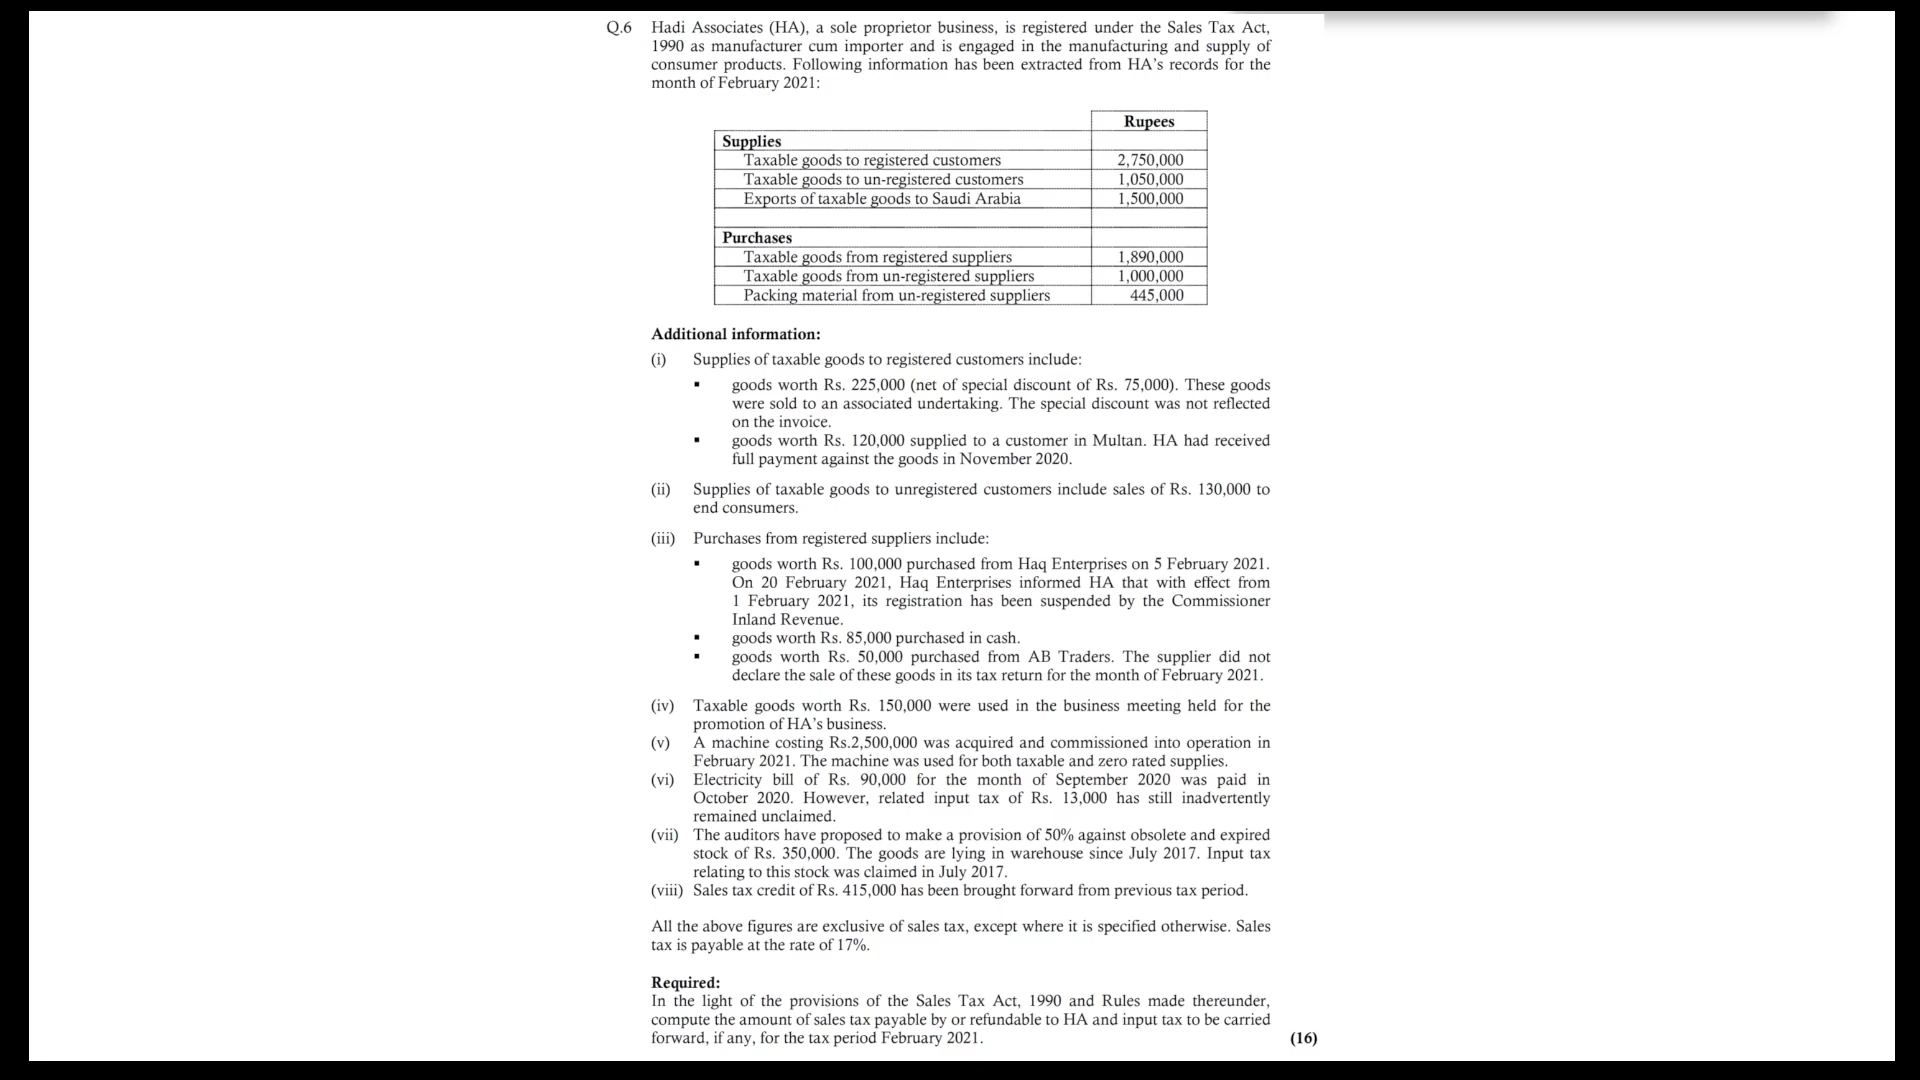 Q.6 Hadi Associates (HA), a sole proprietor business, is registered under the Sales Tax Act,
1990 as manufacturer cum importer and is engaged in the manufacturing and supply of
consumer products. Following information has been extracted from HA's records for the
month of February 2021:
Rupees
Supplies
Taxable goods to registered customers 2,750,000
Taxable goods to un-registered customers 1,050,000
Exports of taxable goods to Saudi Arabia 1,500,000
Purchases
Taxable goods from registered suppliers 1,890,000
Taxable goods from un-registered suppliers 1,000,000
Packing material from un-registered suppliers 445,000
Additional information:
(i) Supplies of taxable goods to registered customers include:
▪ goods worth Rs. 225,000 (net of special discount of Rs. 75,000). These goods
were sold to an associated undertaking. The special discount was not reflected
on the invoice.
▪ goods worth Rs. 120,000 supplied to a customer in Multan. HA had received
full payment against the goods in November 2020.
(ii) Supplies of taxable goods to unregistered customers include sales of Rs. 130,000 to
end consumers.
(iii) Purchases from registered suppliers include:
▪ goods worth Rs. 100,000 purchased from Haq Enterprises on 5 February 2021.
On 20 February 2021, Haq Enterprises informed HA that with effect from
1 February 2021, its registration has been suspended by the Commissioner
Inland Revenue.
▪ goods worth Rs. 85,000 purchased in cash.
▪ goods worth Rs. 50,000 purchased from AB Traders. The supplier did not
declare the sale of these goods in its tax return for the month of February 2021.
(iv) Taxable goods worth Rs. 150,000 were used in the business meeting held for the
promotion of HA's business.
(v) A machine costing Rs.2,500,000 was acquired and commissioned into operation in
February 2021. The machine was used for both taxable and zero rated supplies.
(vi) Electricity bill of Rs. 90,000 for the month of September 2020 was paid in
October 2020. However, related input tax of Rs. 13,000 has still inadvertently
remained unclaimed.
(vii) The auditors have proposed to make a provision of 50% against obsolete and expired
stock of Rs. 350,000. The goods are lying in warehouse since July 2017. Input tax
relating to this stock was claimed in July 2017.
(viii) Sales tax credit of Rs. 415,000 has been brought forward from previous tax period.
All the above figures are exclusive of sales tax, except where it is specified otherwise. Sales
tax is payable at the rate of 17%.
Required:
In the light of the provisions of the Sales Tax Act, 1990 and Rules made thereunder,
compute the amount of sales tax payable by or refundable to HA and input tax to be carried
forward, if any, for the tax period February 2021. (16)